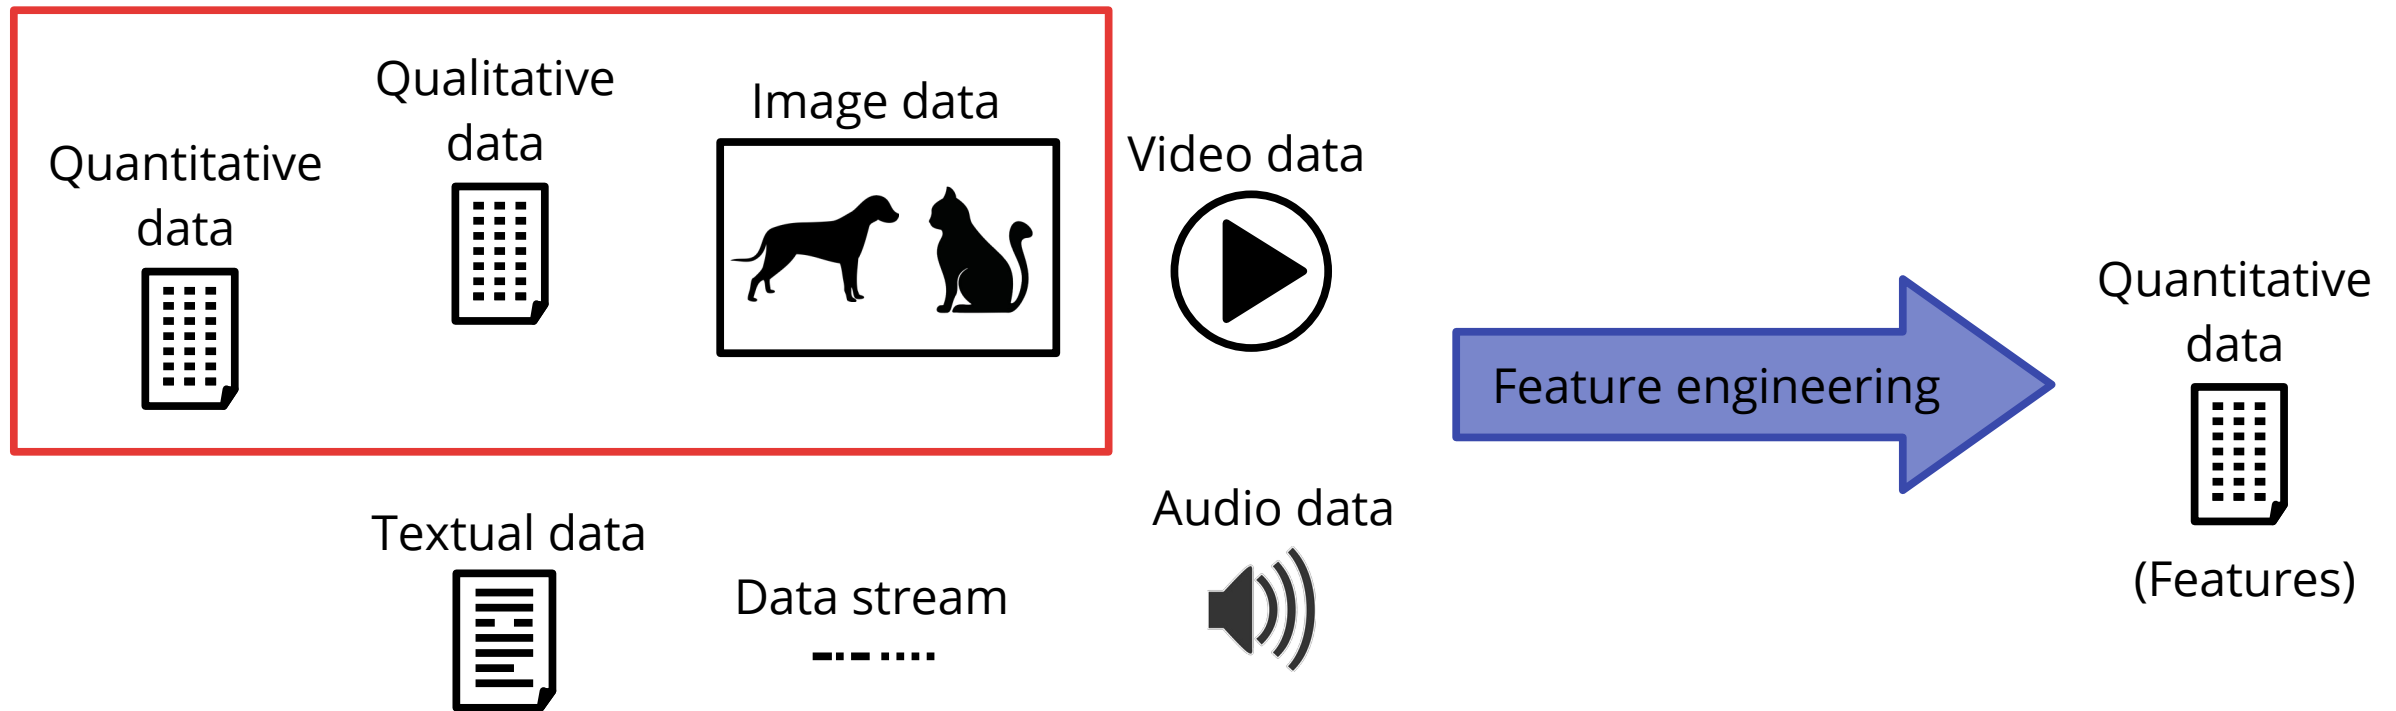 Quantitative
data
Qualitative
data
Image data
Video data
Textual data
Data stream
Audio data
Feature engineering
Quantitative
data
(Features)